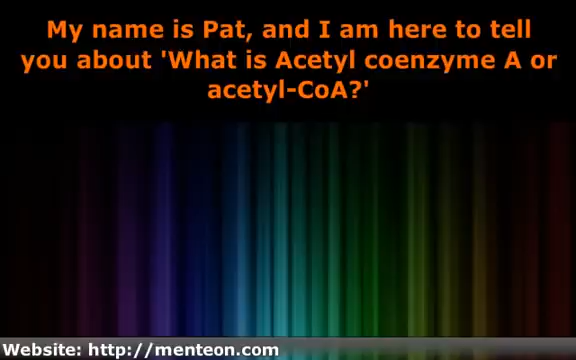 My name is Pat, and I am here to tell
you about 'What is Acetyl coenzyme A or
acetyl-CoA?'
Website: http://menteon.com